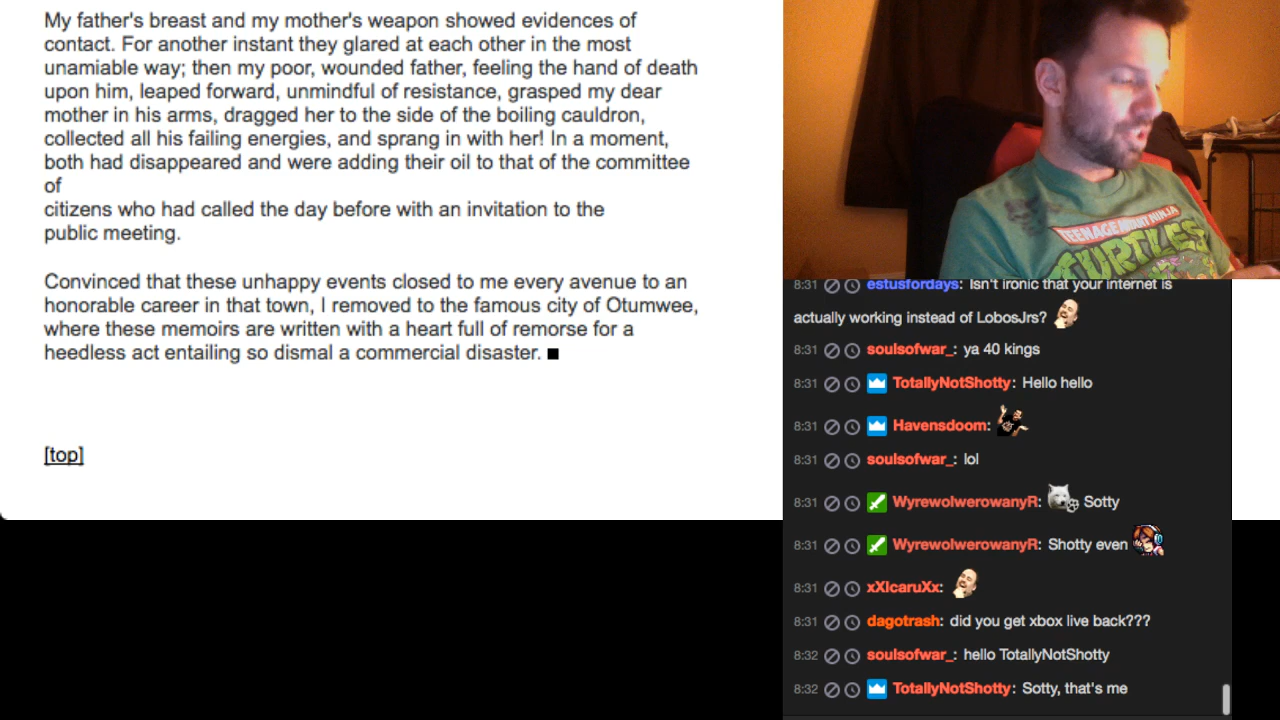 My father's breast and my mother's weapon showed evidences of
contact. For another instant they glared at each other in the most
unamiable way; then my poor, wounded father, feeling the hand of death
upon him, leaped forward, unmindful of resistance, grasped my dear
mother in his arms, dragged her to the side of the boiling cauldron,
collected all his failing energies, and sprang in with her! In a moment,
both had disappeared and were adding their oil to that of the committee
of
citizens who had called the day before with an invitation to the
public meeting.
Convinced that these unhappy events closed to me every avenue to an
honorable career in that town, I removed to the famous city of Otumwee,
where these memoirs are written with a heart full of remorse for a
heedless act entailing so dismal a commercial disaster. ■
[top]
TEENAGE MUTANT NINJA
TURTLES
8:31 estusfordays: Isn't ironic that your internet is
actually working instead of LobosJrs?
8:31 soulsofwar_: ya 40 kings
8:31 TotallyNotShotty: Hello hello
8:31 Havensdoom:
8:31 soulsofwar_: lol
8:31 WyrewolwerowanyR: Sotty
8:31 WyrewolwerowanyR: Shotty even
8:31 xXIcaruXx:
8:31 dagotrash: did you get xbox live back???
8:32 soulsofwar_: hello TotallyNotShotty
8:32 TotallyNotShotty: Sotty, that's me